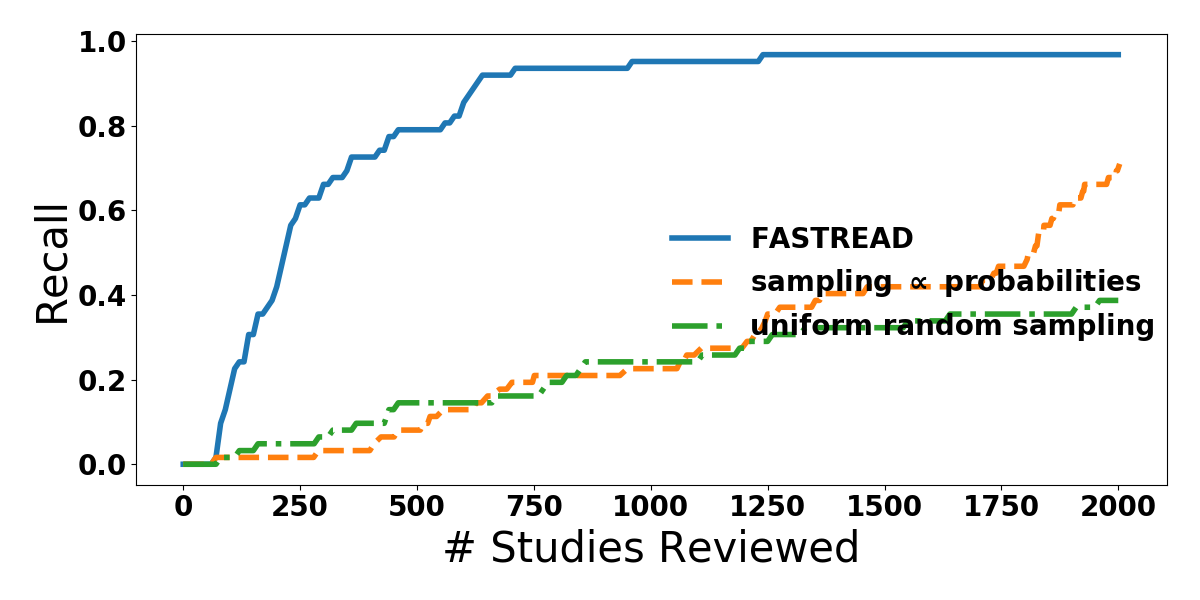 1.0
0.8
0.6
0.4
0.2
0.0
Recall
FASTREAD
sampling ∝ probabilities
uniform random sampling
0 250 500 750 1000 1250 1500 1750 2000
# Studies Reviewed